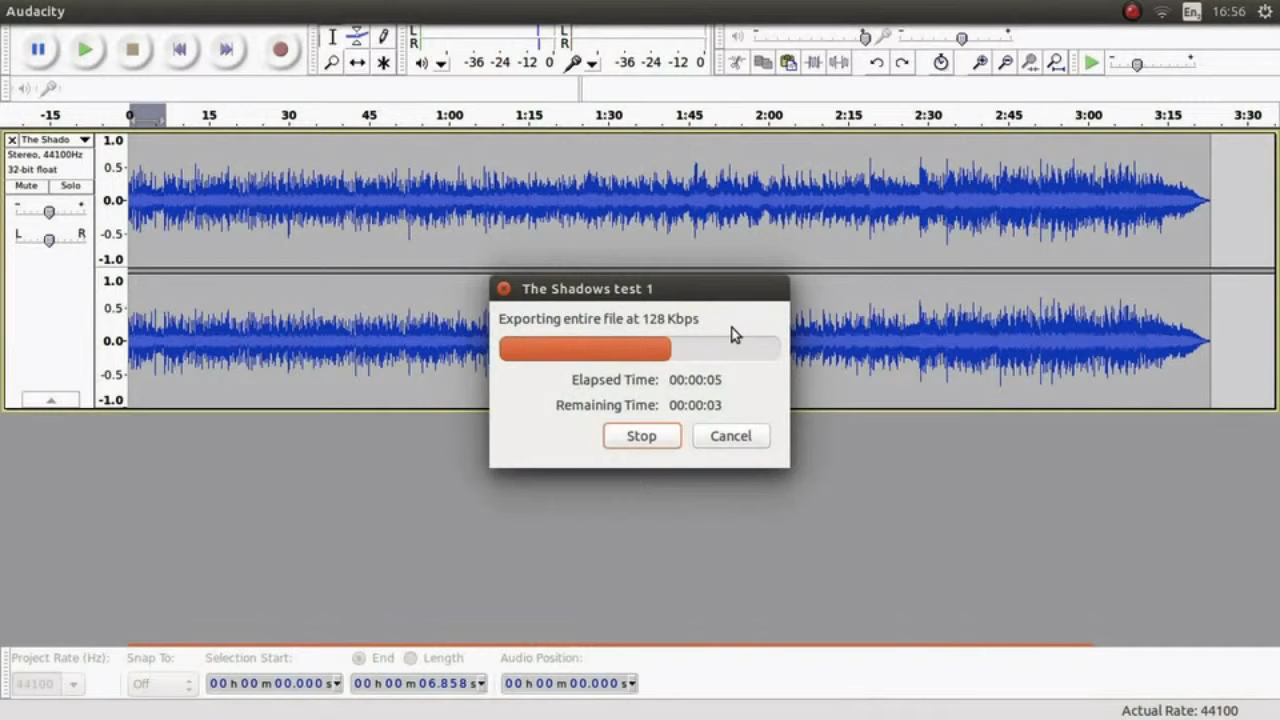 Audacity
En
16:56
L
R
-36 -24 -12 0
L
R
-36 -24 -12 0
-15 0 15 30 45 1:00 1:15 1:30 1:45 2:00 2:15 2:30 2:45 3:00 3:15 3:30
The Shado
Stereo, 44100Hz
32-bit float
Mute Solo
- +
L R
1.0
0.5
0.0
-0.5
-1.0
1.0
0.5
0.0
-0.5
-1.0
The Shadows test 1
Exporting entire file at 128 Kbps
Elapsed Time: 00:00:05
Remaining Time: 00:00:03
Stop Cancel
Project Rate (Hz): Snap To: Selection Start: End Length Audio Position:
44100 Off 00 h 00 m 00.000 s 00 h 00 m 06.858 s 00 h 00 m 00.000 s
Actual Rate: 44100